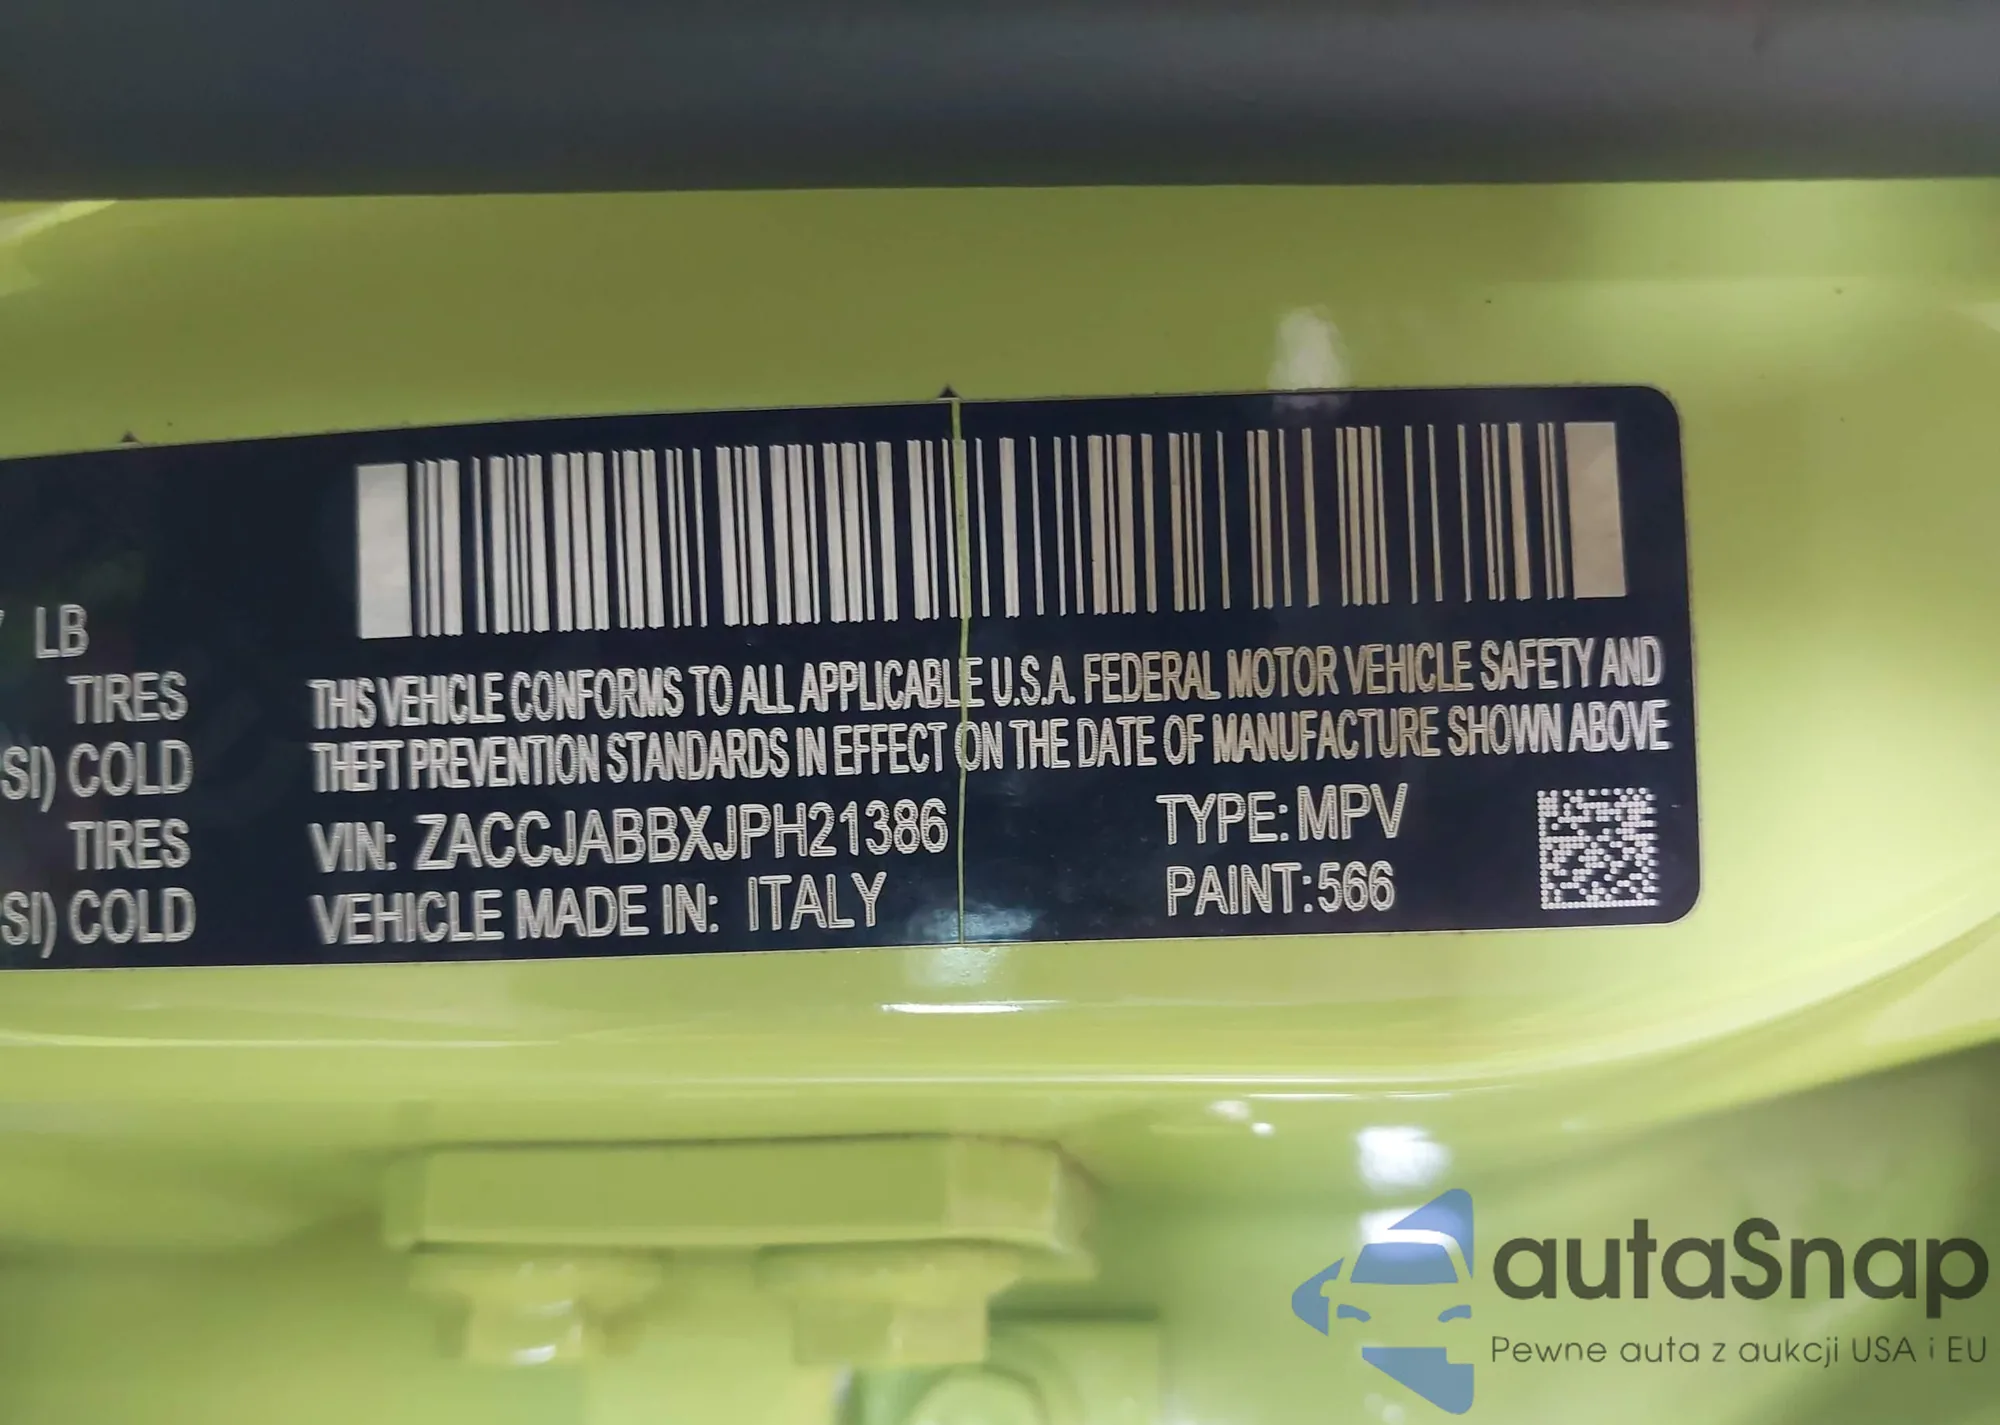 LB
TIRES
SI) COLD
TIRES
SI) COLD
THIS VEHICLE CONFORMS TO ALL APPLICABLE U.S.A. FEDERAL MOTOR VEHICLE SAFETY AND
THEFT PREVENTION STANDARDS IN EFFECT ON THE DATE OF MANUFACTURE SHOWN ABOVE
VIN: ZACCJABBXJPH21386
TYPE: MPV
VEHICLE MADE IN: ITALY
PAINT: 566
autaSnap
Pewne auta z aukcji USA i EU